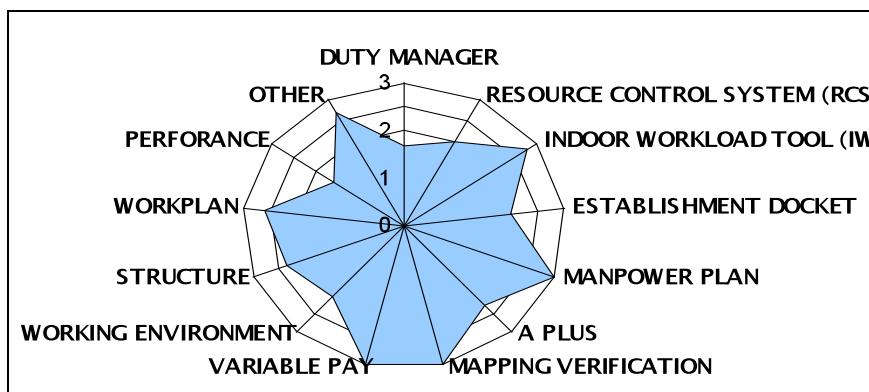 DUTY MANAGER
3
OTHER
RESOURCE CONTROL SYSTEM (RCS
PERFORANCE
INDOOR WORKLOAD TOOL (IW
2
1
WORKPLAN
ESTABLISHMENT DOCKET
0
STRUCTURE
MANPOWER PLAN
WORKING ENVIRONMENT
A PLUS
VARIABLE PAY
MAPPING VERIFICATION